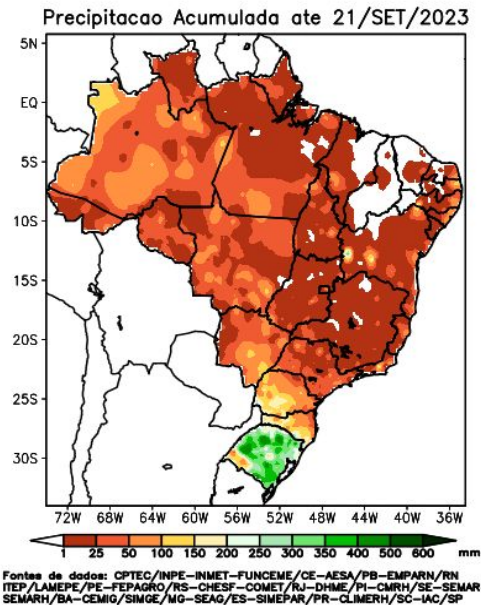 Precipitacao Acumulada ate 21/SET/2023
5N
EQ
5S
10S
15S
20S
25S
30S
72W 68W 64W 60W 56W 52W 48W 44W 40W 36W
1 25 50 100 150 200 250 300 400 500 600 mm
Fontes de dados: CPTEC/INPE-INMET-FUNCEME/CE-AESA/PB-EMPARN/RN
ITEP/LAMEPE/PE-FEPAGRO/RS-CHESF-COMET/RJ-DHME/PI-CMRH/SE-SEMAR
SEMARH/BA-CEMIG/SIMGE/MG-SEAG/ES-SIMEPAR/PR-CLIMERH/SC-IAC/SP